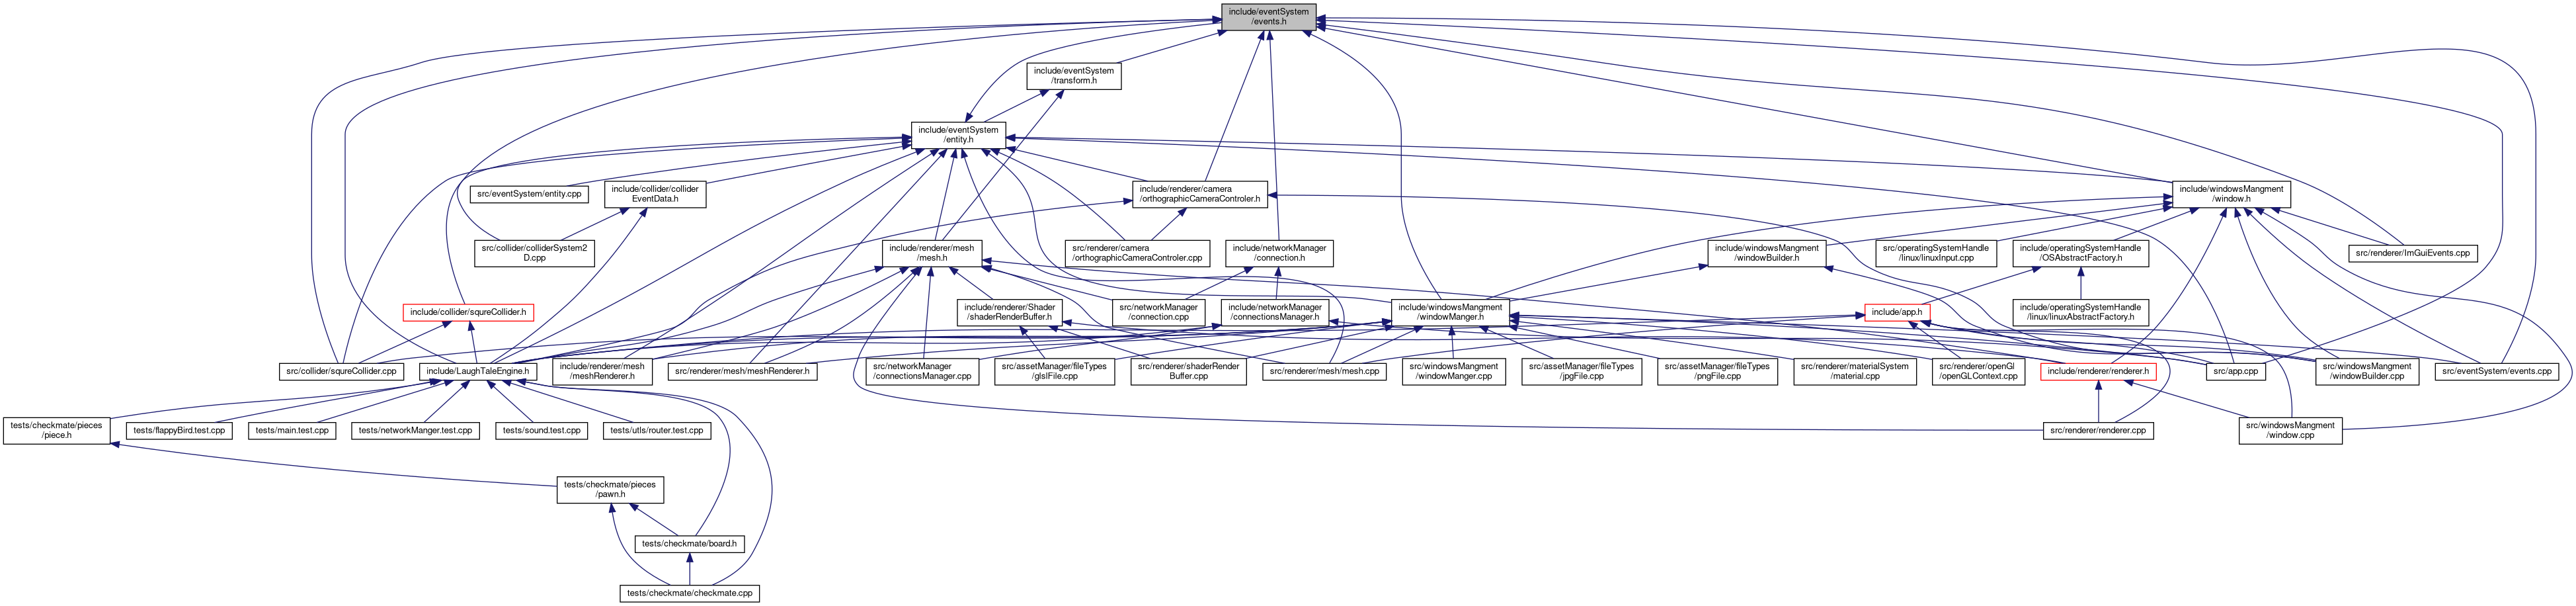 include/eventSystem
/events.h
include/eventSystem
/transform.h
include/eventSystem
/entity.h
src/eventSystem/entity.cpp
include/collider/collider
EventData.h
include/renderer/camera
/orthographicCameraControler.h
include/windowsMangment
/window.h
src/collider/colliderSystem2
D.cpp
include/renderer/mesh
/mesh.h
src/renderer/camera
/orthographicCameraControler.cpp
include/networkManager
/connection.h
include/windowsMangment
/windowBuilder.h
src/operatingSystemHandle
/linux/linuxInput.cpp
include/operatingSystemHandle
/OSAbstractFactory.h
src/renderer/ImGuiEvents.cpp
include/collider/squreCollider.h
include/renderer/Shader
/shaderRenderBuffer.h
src/networkManager
/connection.cpp
include/networkManager
/connectionsManager.h
include/windowsMangment
/windowManger.h
include/app.h
include/operatingSystemHandle
/linux/linuxAbstractFactory.h
src/collider/squreCollider.cpp
include/LaughTaleEngine.h
include/renderer/mesh
/meshRenderer.h
src/renderer/mesh/meshRenderer.h
src/networkManager
/connectionsManager.cpp
src/assetManager/fileTypes
/glslFile.cpp
src/renderer/shaderRender
Buffer.cpp
src/renderer/mesh/mesh.cpp
src/windowsMangment
/windowManger.cpp
src/assetManager/fileTypes
/jpgFile.cpp
src/assetManager/fileTypes
/pngFile.cpp
src/renderer/materialSystem
/material.cpp
src/renderer/openGl
/openGLContext.cpp
include/renderer/renderer.h
src/app.cpp
src/windowsMangment
/windowBuilder.cpp
src/eventSystem/events.cpp
tests/checkmate/pieces
/piece.h
tests/flappyBird.test.cpp
tests/main.test.cpp
tests/networkManger.test.cpp
tests/sound.test.cpp
tests/utls/router.test.cpp
src/renderer/renderer.cpp
src/windowsMangment
/window.cpp
tests/checkmate/pieces
/pawn.h
tests/checkmate/board.h
tests/checkmate/checkmate.cpp